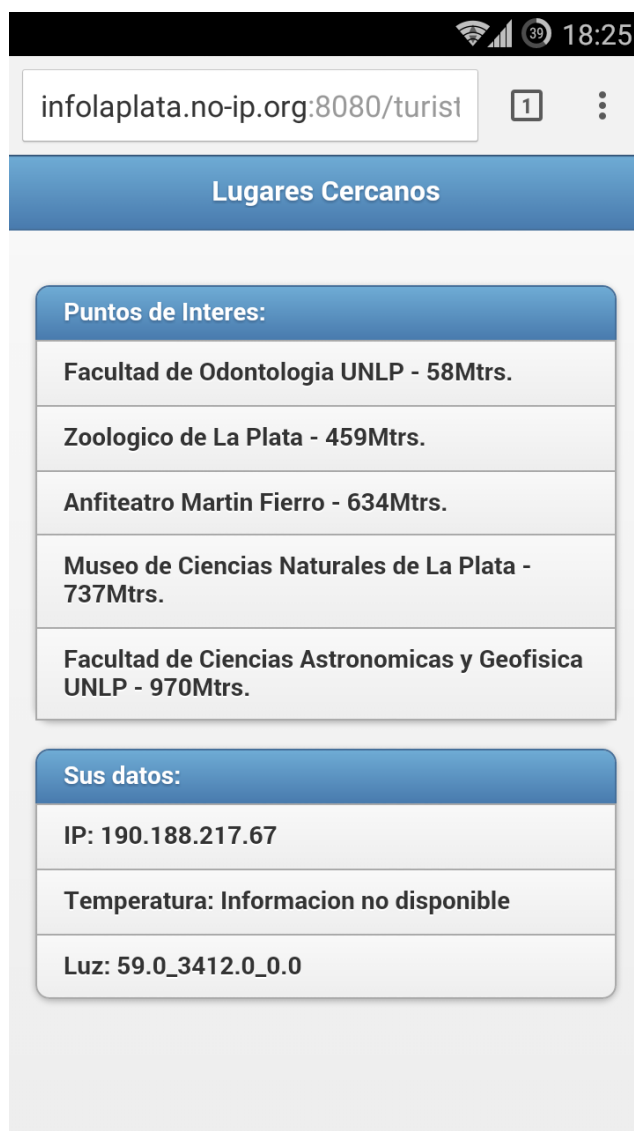 39 18:25
infolaplata.no-ip.org:8080/turist 1
Lugares Cercanos
Puntos de Interes:
Facultad de Odontologia UNLP - 58Mtrs.
Zoologico de La Plata - 459Mtrs.
Anfiteatro Martin Fierro - 634Mtrs.
Museo de Ciencias Naturales de La Plata -
737Mtrs.
Facultad de Ciencias Astronomicas y Geofisica
UNLP - 970Mtrs.
Sus datos:
IP: 190.188.217.67
Temperatura: Informacion no disponible
Luz: 59.0_3412.0_0.0